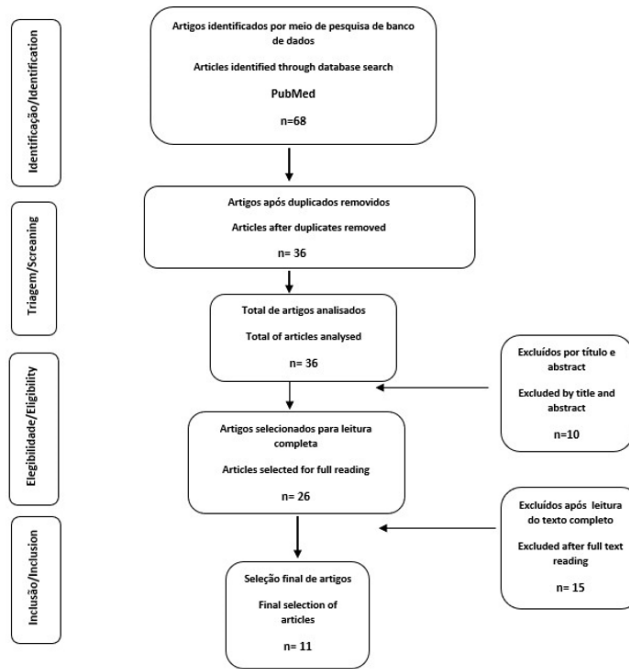 Identificação/Identification
Artigos identificados por meio de pesquisa de banco
de dados
Articles identified through database search
PubMed
n=68
Triagem/Screaning
Artigos após duplicados removidos
Articles after duplicates removed
n= 36
Total de artigos analisados
Total of articles analysed
n= 36
Excluídos por título e
abstract
Excluded by title and
abstract
n=10
Elegibilidade/Eligibility
Artigos selecionados para leitura
completa
Articles selected for full reading
n= 26
Excluídos após leitura
do texto completo
Excluded after full text
reading
n= 15
Inclusão/Inclusion
Seleção final de artigos
Final selection of
articles
n= 11